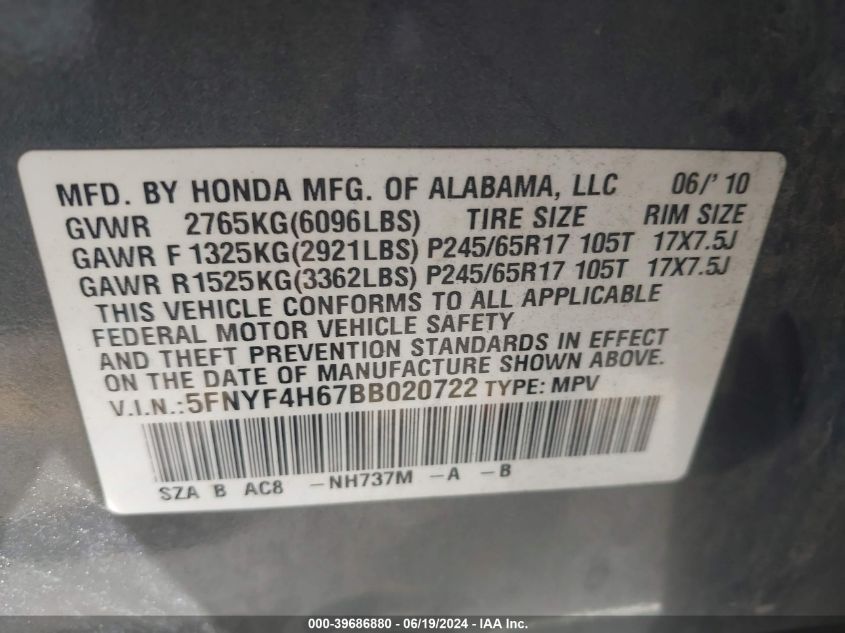 MFD. BY HONDA MFG. OF ALABAMA, LLC 06/'10
GVWR 2765KG(6096LBS) TIRE SIZE RIM SIZE
GAWR F 1325KG(2921LBS) P245/65R17 105T 17X7.5J
GAWR R1525KG(3362LBS) P245/65R17 105T 17X7.5J
THIS VEHICLE CONFORMS TO ALL APPLICABLE
FEDERAL MOTOR VEHICLE SAFETY
AND THEFT PREVENTION STANDARDS IN EFFECT
ON THE DATE OF MANUFACTURE SHOWN ABOVE.
V.I.N.:5FNYF4H67BB020722 TYPE: MPV
SZA B AC8 -NH737M -A -B
000-39686880 - 06/19/2024 - IAA Inc.